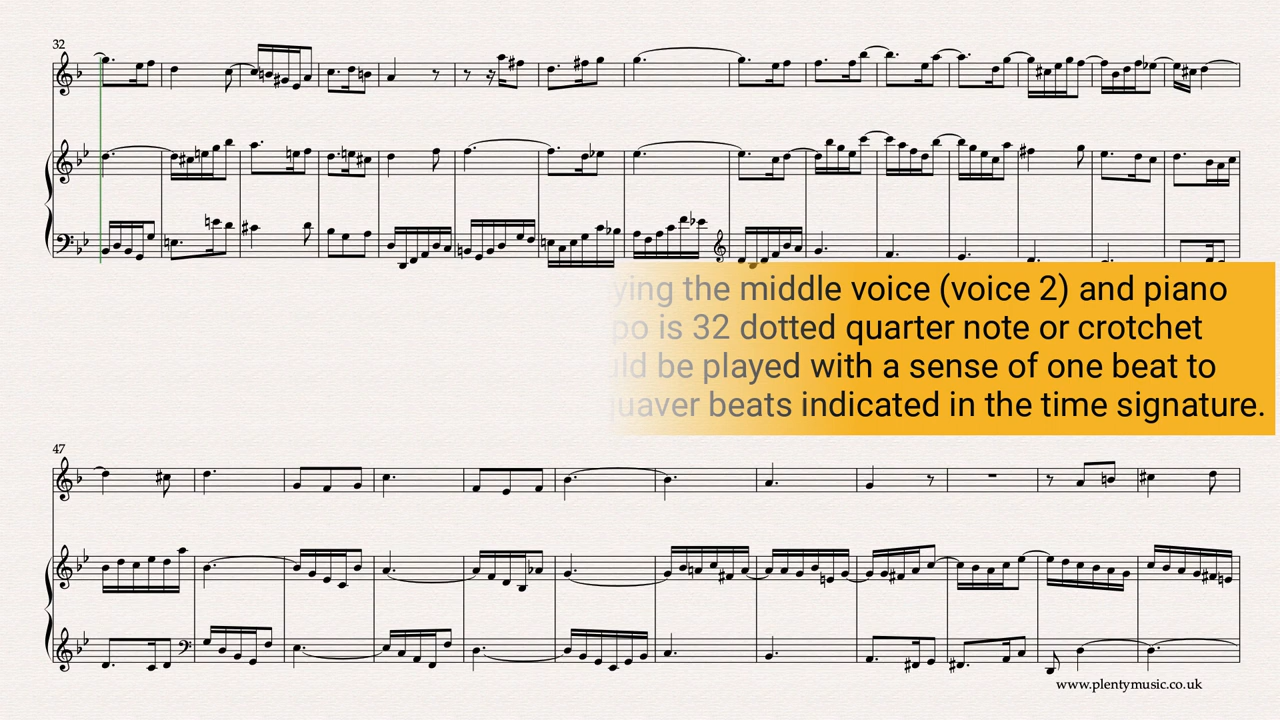 32
ying the middle voice (voice 2) and piano
po is 32 dotted quarter note or crotchet
uld be played with a sense of one beat to
quaver beats indicated in the time signature.
47
www.plentymusic.co.uk